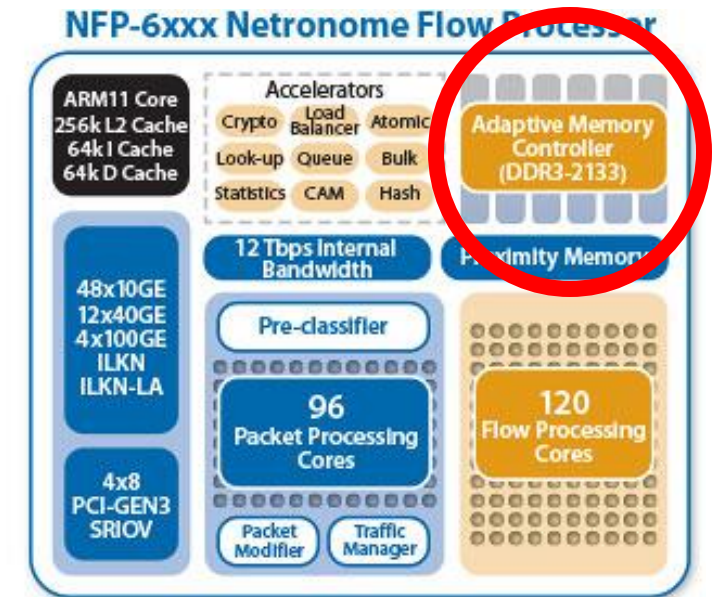 NFP-6xxx Netronome Flow Processor
ARM11 Core
256k L2 Cache
64k I Cache
64k D Cache
Accelerators
Crypto
Load
Balancer
Atomic
Look-up
Queue
Bulk
Statistics
CAM
Hash
Adaptive Memory
Controller
(DDR3-2133)
12 Tbps Internal
Bandwidth
Proximity Memory
48x10GE
12x40GE
4x100GE
ILKN
ILKN-LA
4x8
PCI-GEN3
SRIOV
Pre-classifier
96
Packet Processing
Cores
Packet
Modifier
Traffic
Manager
120
Flow Processing
Cores